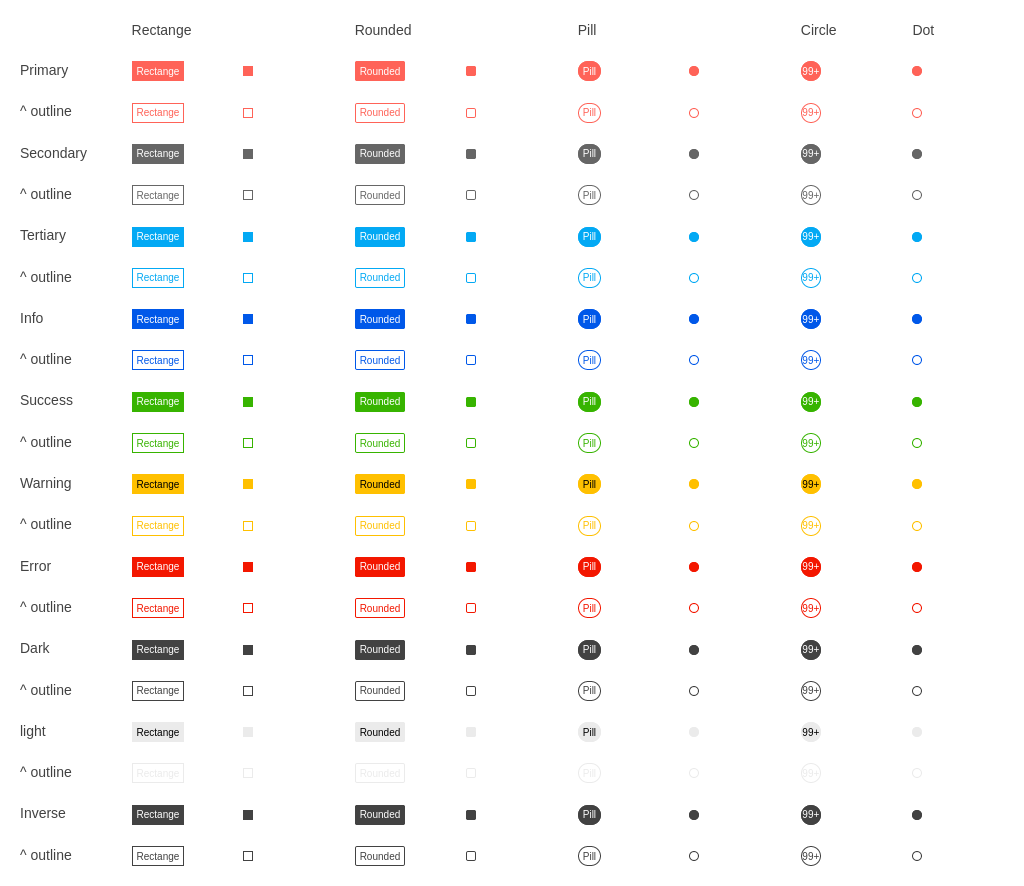 Rectange Rounded Pill Circle Dot
Primary Rectange Rounded Pill 99+
^ outline Rectange Rounded Pill 99+
Secondary Rectange Rounded Pill 99+
^ outline Rectange Rounded Pill 99+
Tertiary Rectange Rounded Pill 99+
^ outline Rectange Rounded Pill 99+
Info Rectange Rounded Pill 99+
^ outline Rectange Rounded Pill 99+
Success Rectange Rounded Pill 99+
^ outline Rectange Rounded Pill 99+
Warning Rectange Rounded Pill 99+
^ outline Rectange Rounded Pill 99+
Error Rectange Rounded Pill 99+
^ outline Rectange Rounded Pill 99+
Dark Rectange Rounded Pill 99+
^ outline Rectange Rounded Pill 99+
light Rectange Rounded Pill 99+
^ outline Rectange Rounded Pill 99+
Inverse Rectange Rounded Pill 99+
^ outline Rectange Rounded Pill 99+